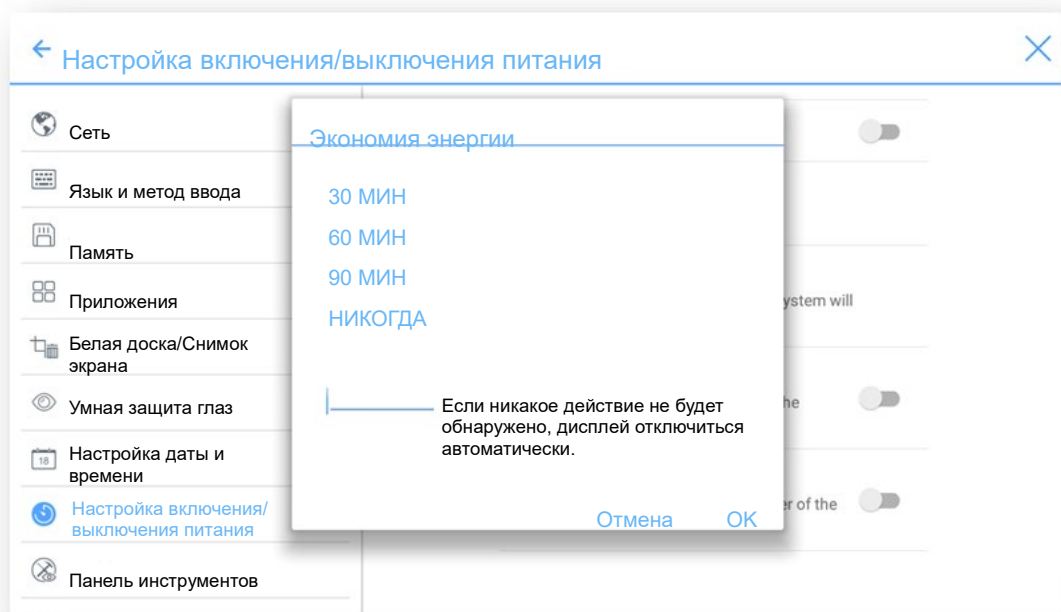 Настройка включения/выключения питания
Сеть
Язык и метод ввода
Память
Приложения
Белая доска/Снимок
экрана
Умная защита глаз
18
Настройка даты и
времени
Настройка включения/
выключения питания
Панель инструментов
Экономия энергии
30 МИН
60 МИН
90 МИН
НИКОГДА
Если никакое действие не будет
обнаружено, дисплей отключиться
автоматически.
Отмена OK
ystem will
he
er of the